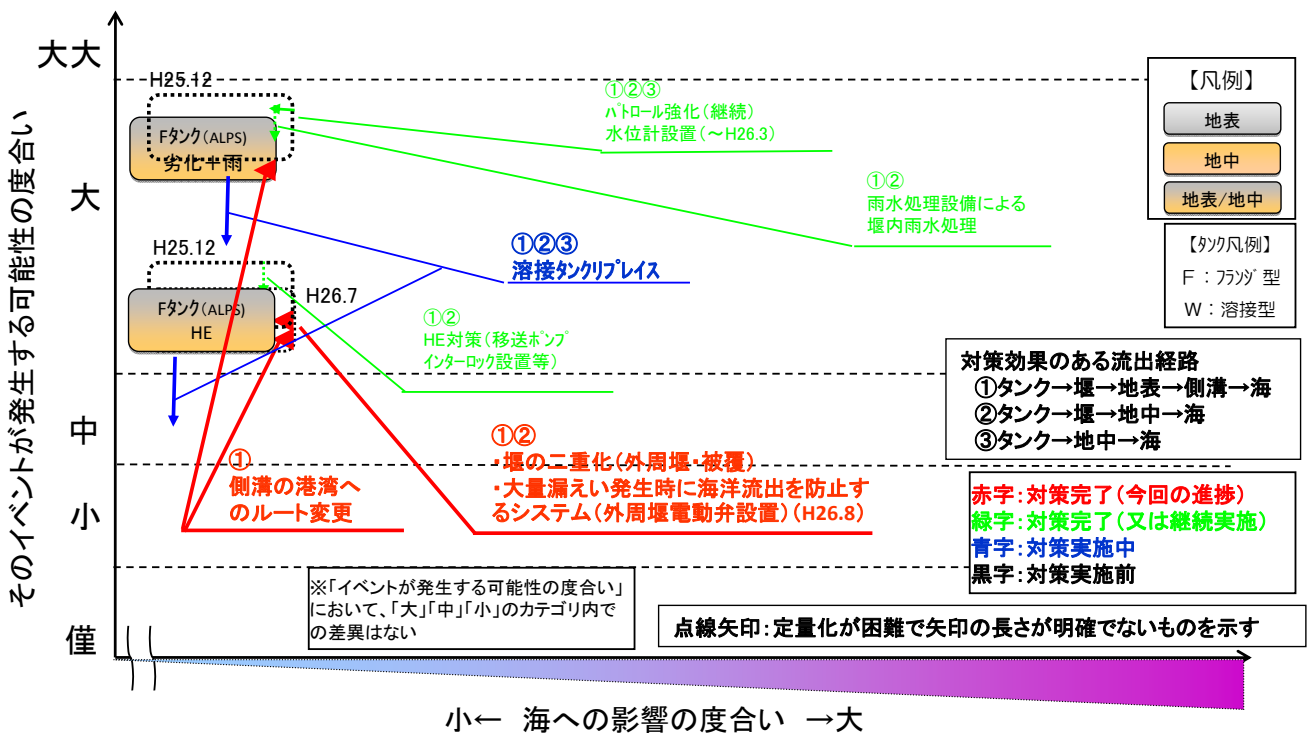 そのイベントが発生する可能性の度合い
大大
大
中
小
僅
H25.12
Fタンク(ALPS)
劣化＋雨
H25.12
H26.7
Fタンク(ALPS)
HE
①②③
ﾊﾟﾄﾛｰﾙ強化(継続)
水位計設置(～H26.3)
①②
雨水処理設備による
堰内雨水処理
①②③
溶接ﾀﾝｸﾘﾌﾟﾚｲｽ
①②
HE対策(移送ﾎﾟﾝﾌﾟ
ｲﾝﾀｰﾛｯｸ設置等)
①
側溝の港湾へ
のルート変更
①②
・堰の二重化(外周堰・被覆)
・大量漏えい発生時に海洋流出を防止す
るシステム(外周堰電動弁設置)(H26.8)
【凡例】
地表
地中
地表/地中
【ﾀﾝｸ凡例】
F：ﾌﾗﾝｼﾞ型
W：溶接型
対策効果のある流出経路
①タンク→堰→地表→側溝→海
②タンク→堰→地中→海
③タンク→地中→海
赤字：対策完了(今回の進捗)
緑字：対策完了(又は継続実施)
青字：対策実施中
黒字：対策実施前
※「イベントが発生する可能性の度合い」
において、「大」「中」「小」のカテゴリ内で
の差異はない
点線矢印：定量化が困難で矢印の長さが明確でないものを示す
小← 海への影響の度合い →大